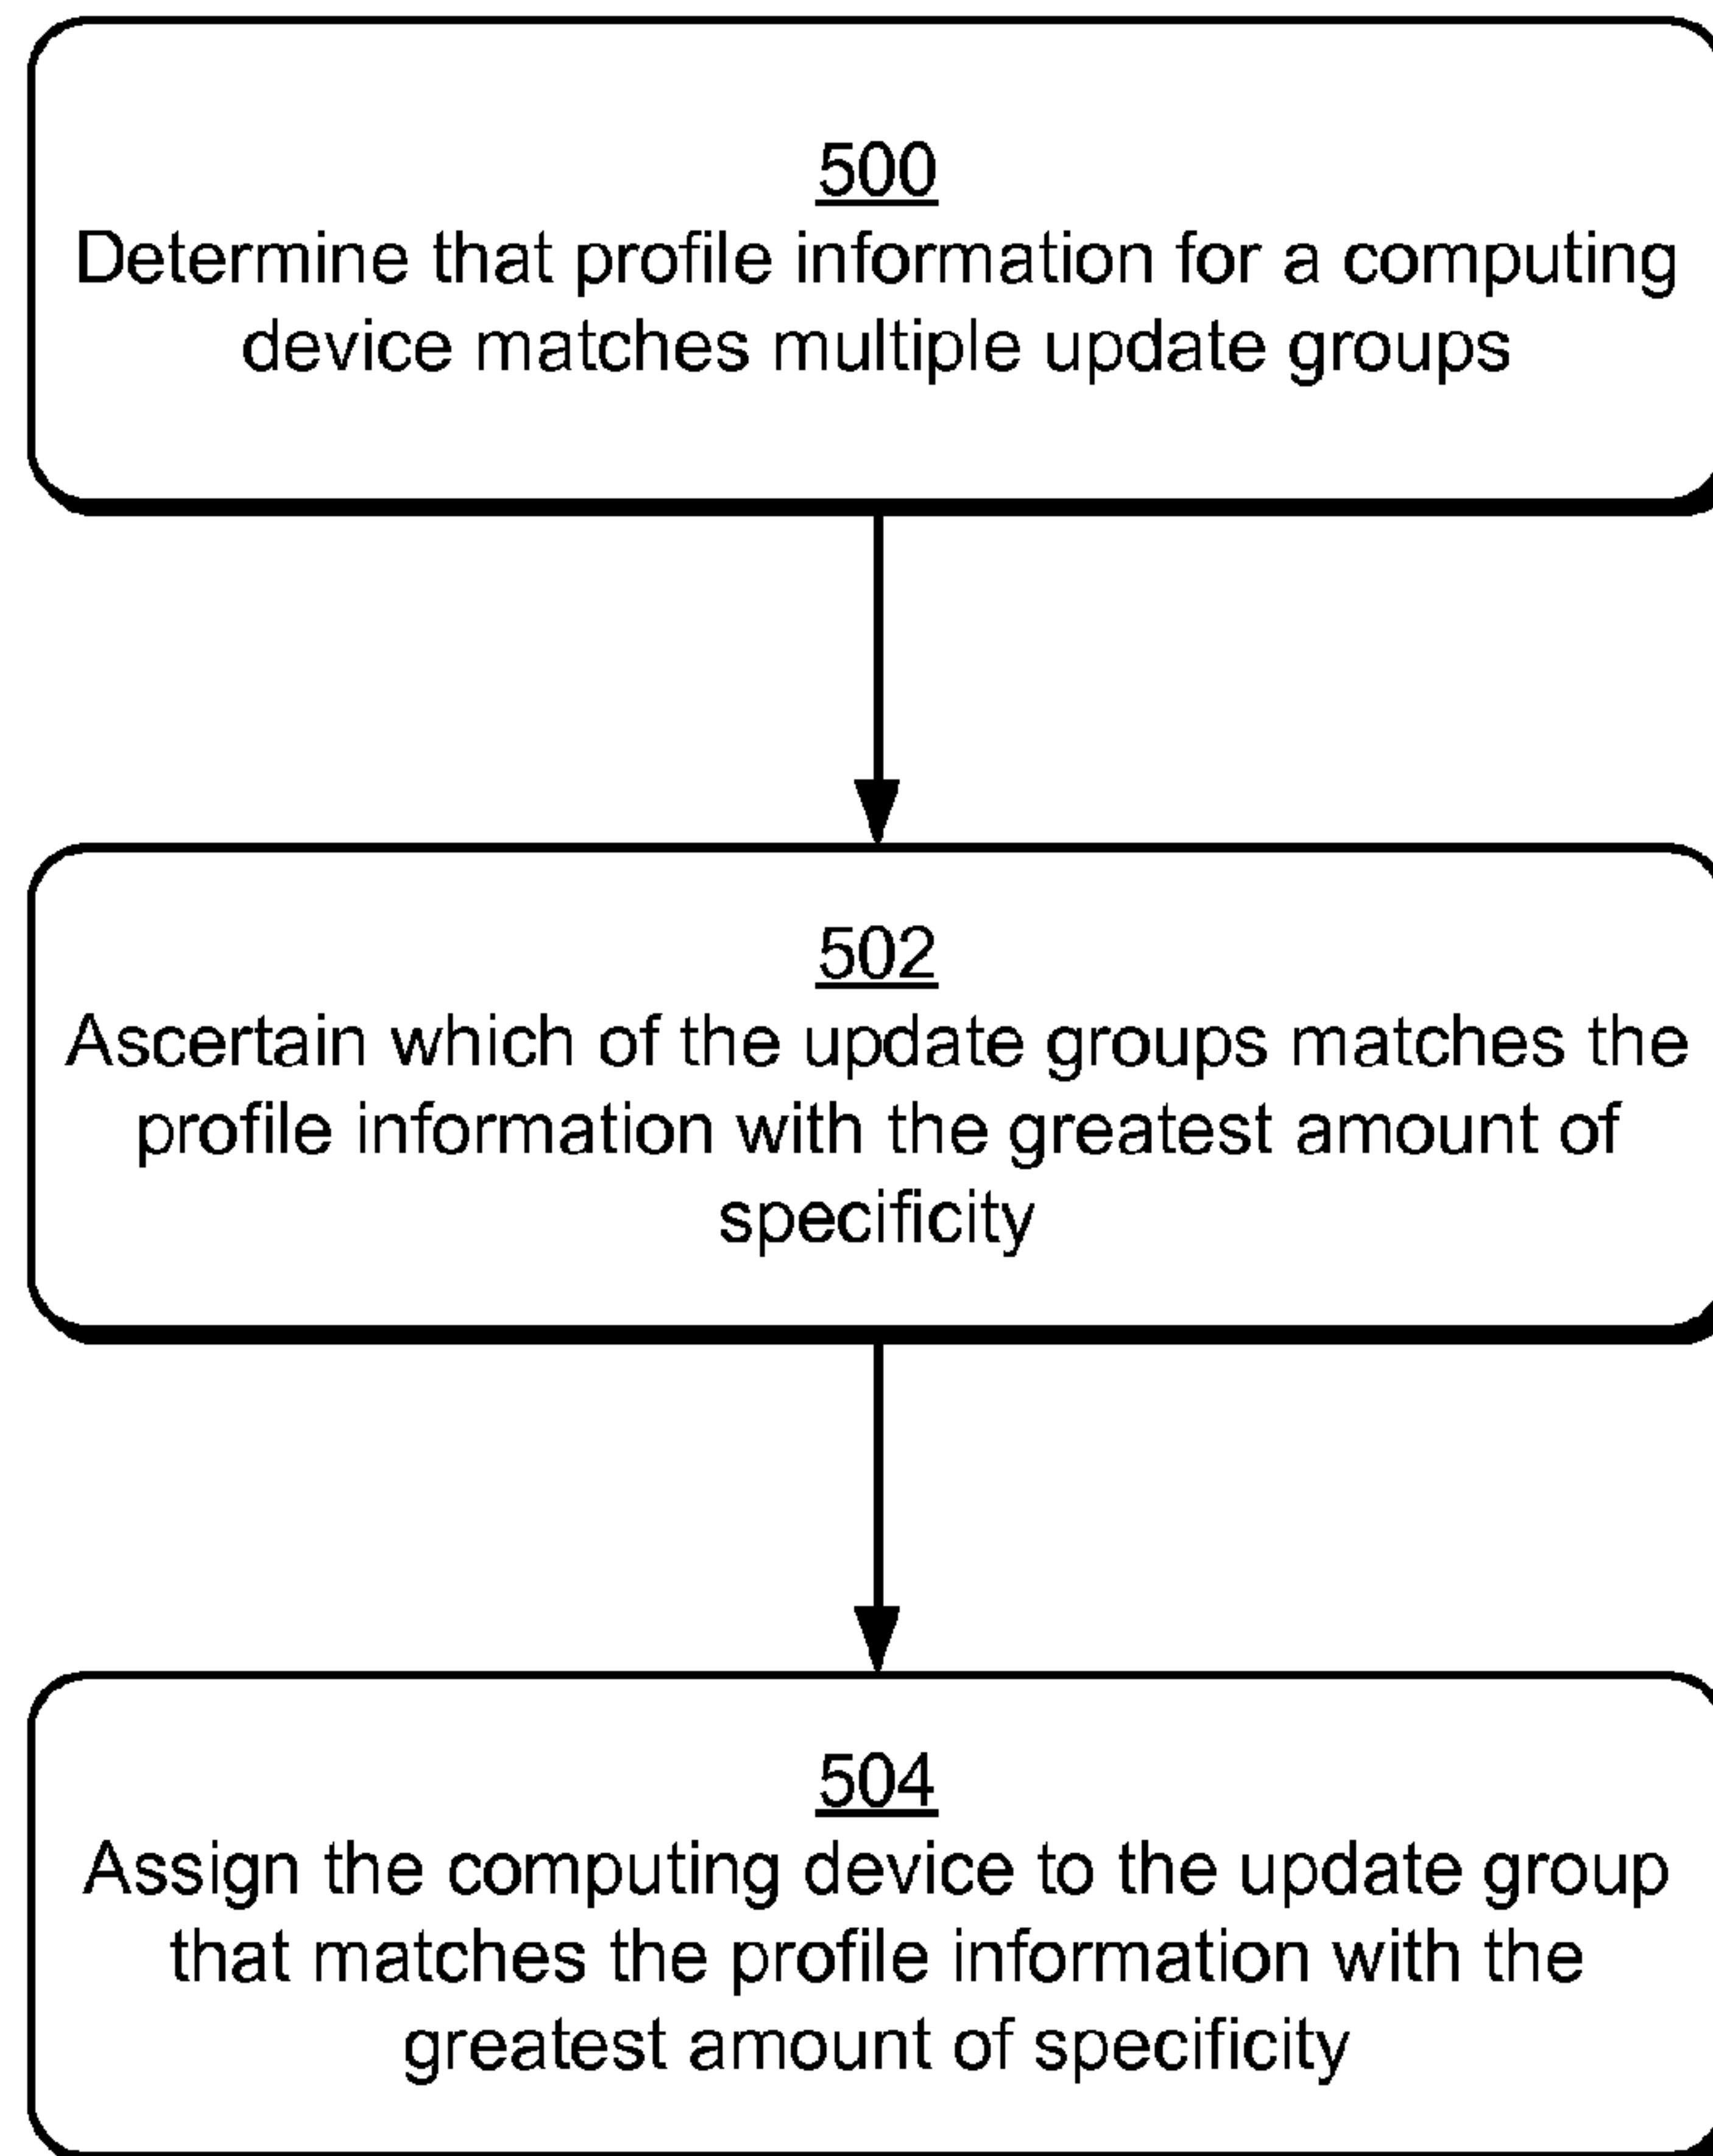 500
Determine that profile information for a computing
device matches multiple update groups
502
Ascertain which of the update groups matches the
profile information with the greatest amount of
specificity
504
Assign the computing device to the update group
that matches the profile information with the
greatest amount of specificity